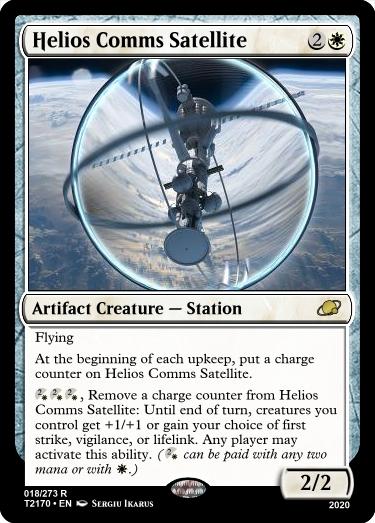 Helios Comms Satellite 2
Artifact Creature — Station
Flying
At the beginning of each upkeep, put a charge
counter on Helios Comms Satellite.
, Remove a charge counter from Helios
Comms Satellite: Until end of turn, creatures you
control get +1/+1 or gain your choice of first
strike, vigilance, or lifelink. Any player may
activate this ability. ( can be paid with any two
mana or with .)
2/2
018/273 R
T2170 • EN Sergiu Ikarus
2020